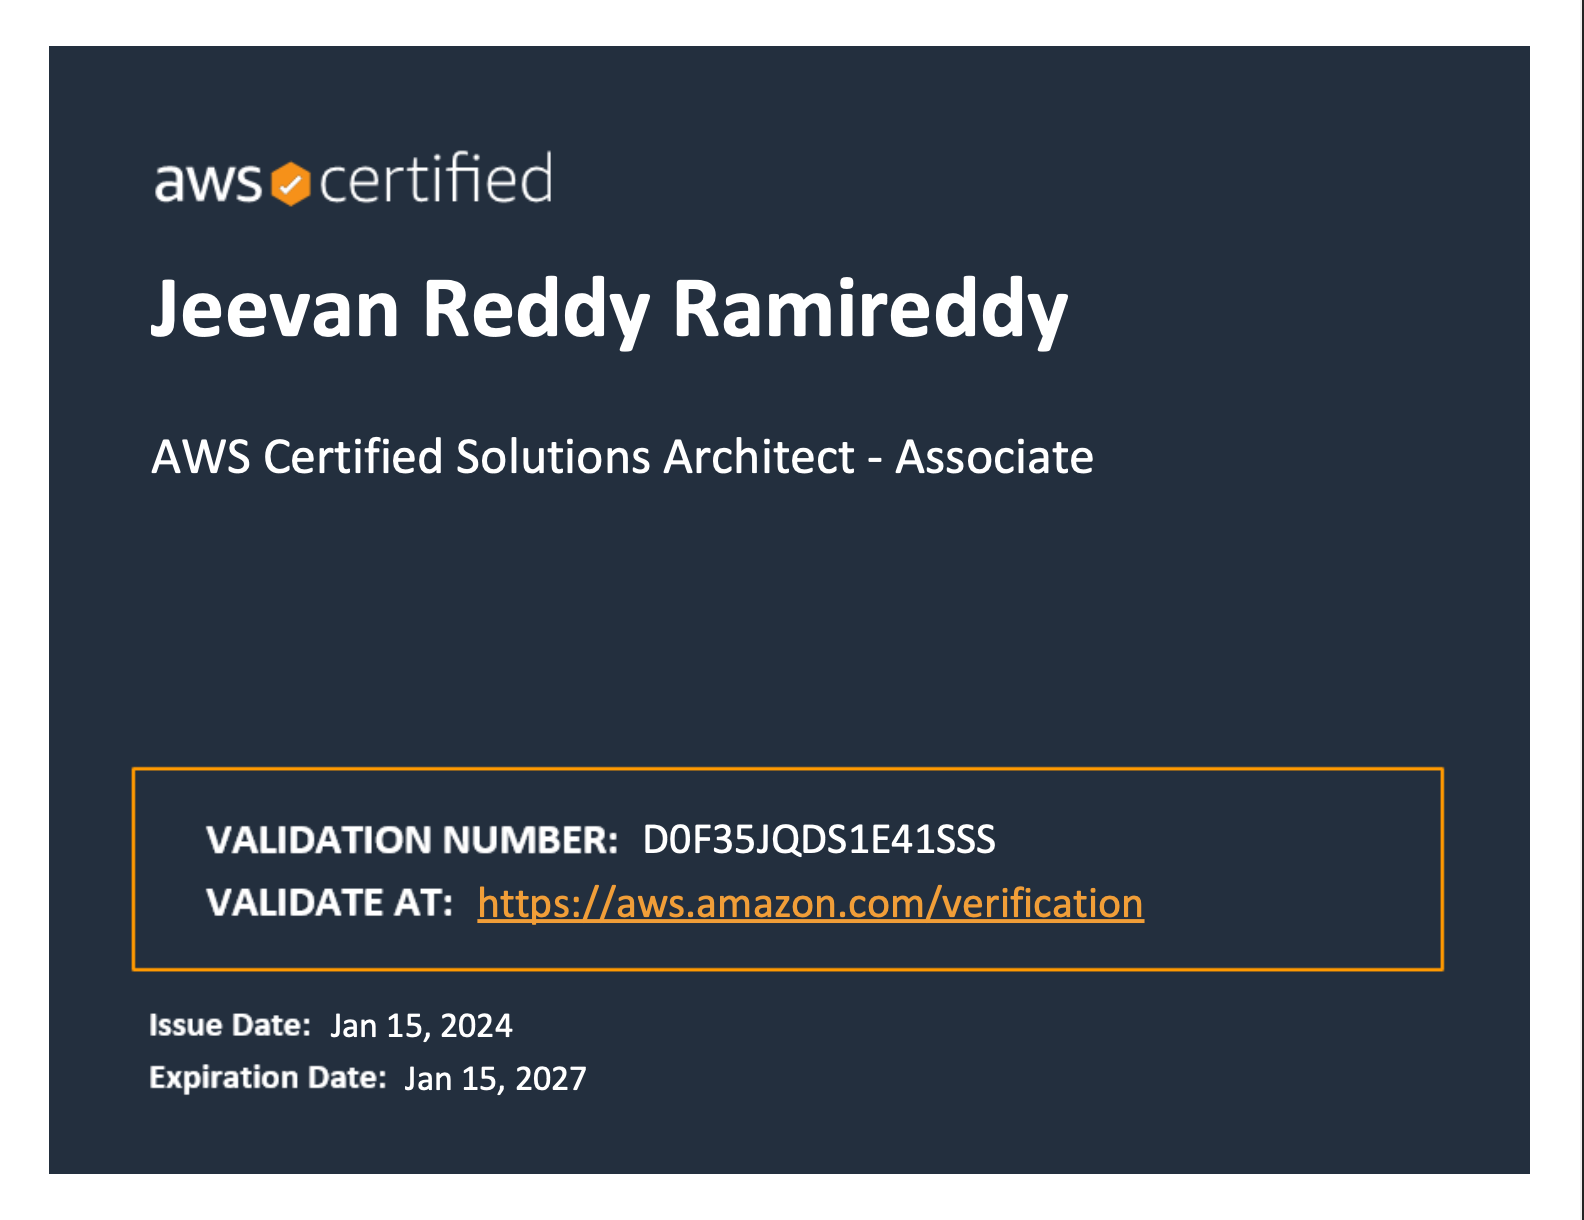 aws certified
Jeevan Reddy Ramireddy
AWS Certified Solutions Architect - Associate
VALIDATION NUMBER: D0F35JQDS1E41SSS
VALIDATE AT: https://aws.amazon.com/verification
Issue Date: Jan 15, 2024
Expiration Date: Jan 15, 2027